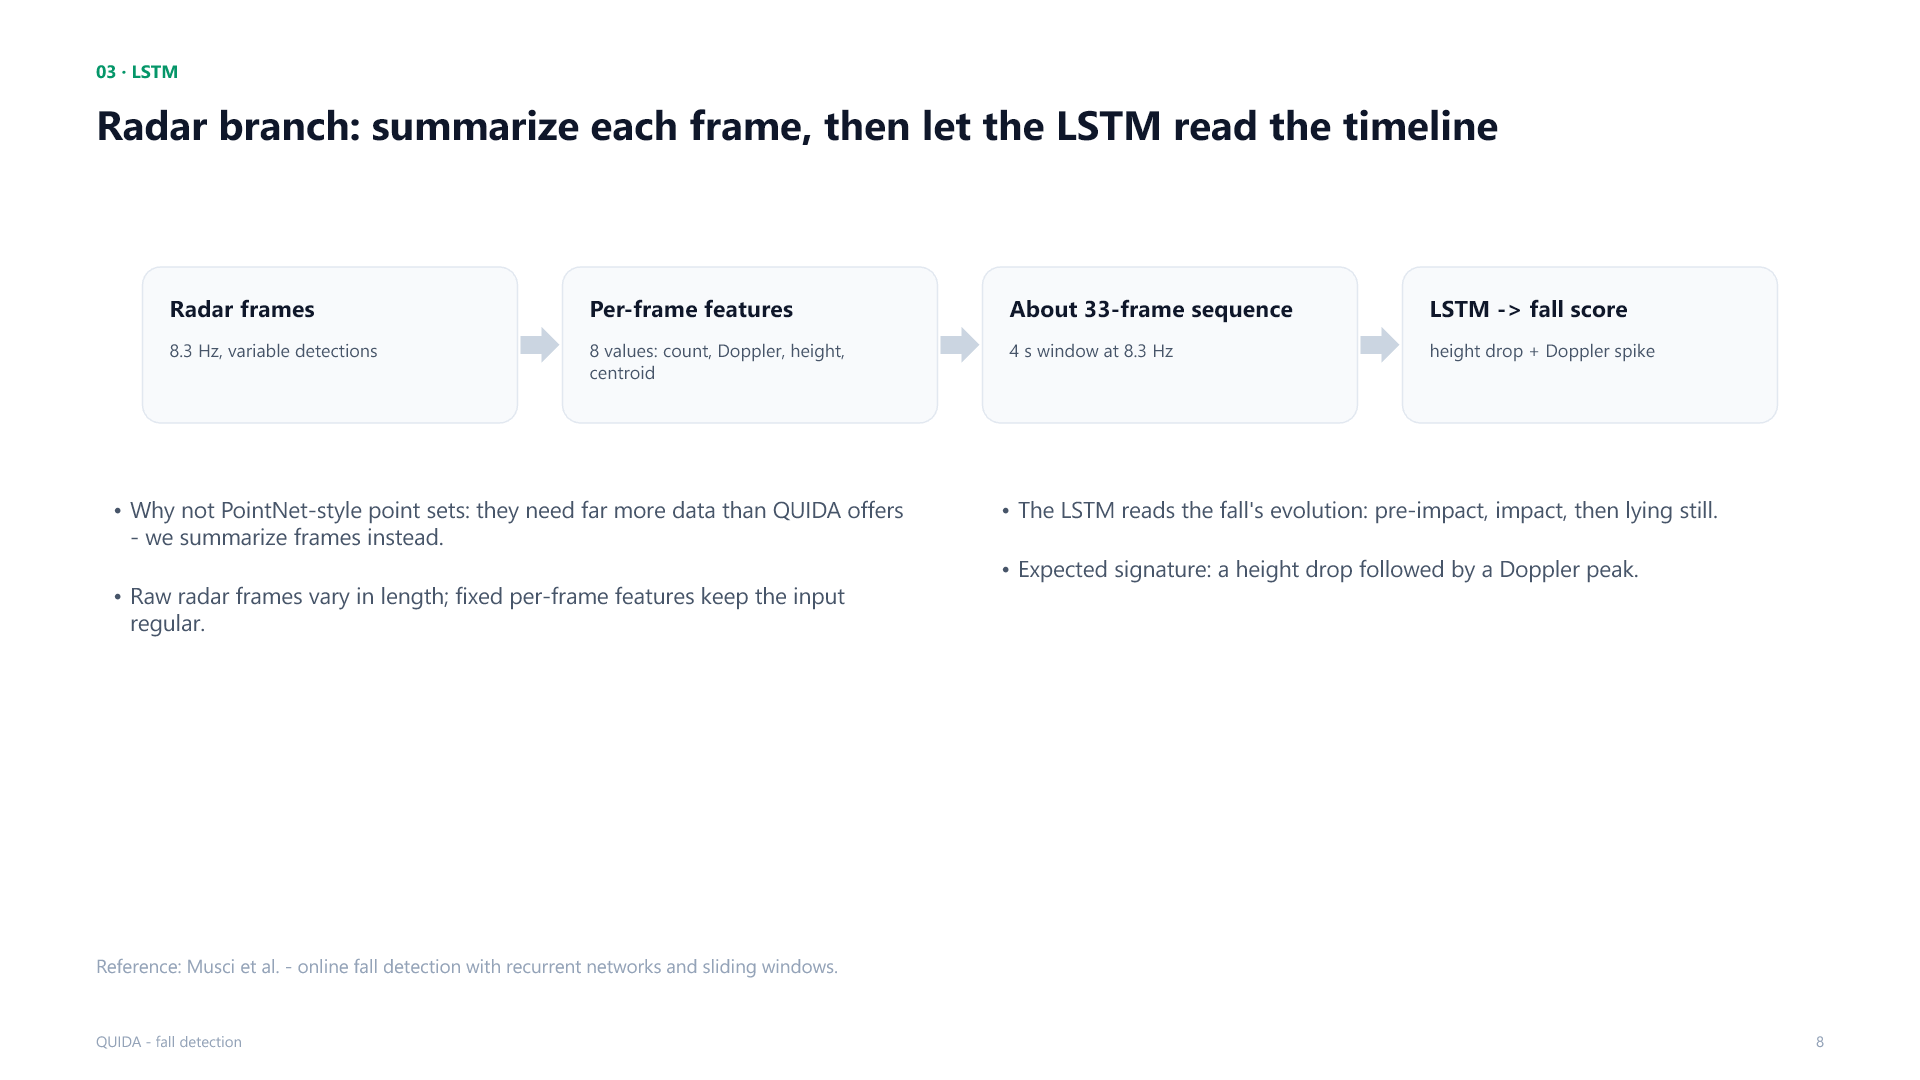 03 · LSTM
Radar branch: summarize each frame, then let the LSTM read the timeline
Radar frames
8.3 Hz, variable detections
Per-frame features
8 values: count, Doppler, height,
centroid
About 33-frame sequence
4 s window at 8.3 Hz
LSTM -> fall score
height drop + Doppler spike
• Why not PointNet-style point sets: they need far more data than QUIDA offers
- we summarize frames instead.
• Raw radar frames vary in length; fixed per-frame features keep the input
regular.
• The LSTM reads the fall's evolution: pre-impact, impact, then lying still.
• Expected signature: a height drop followed by a Doppler peak.
Reference: Musci et al. - online fall detection with recurrent networks and sliding windows.
QUIDA - fall detection
8